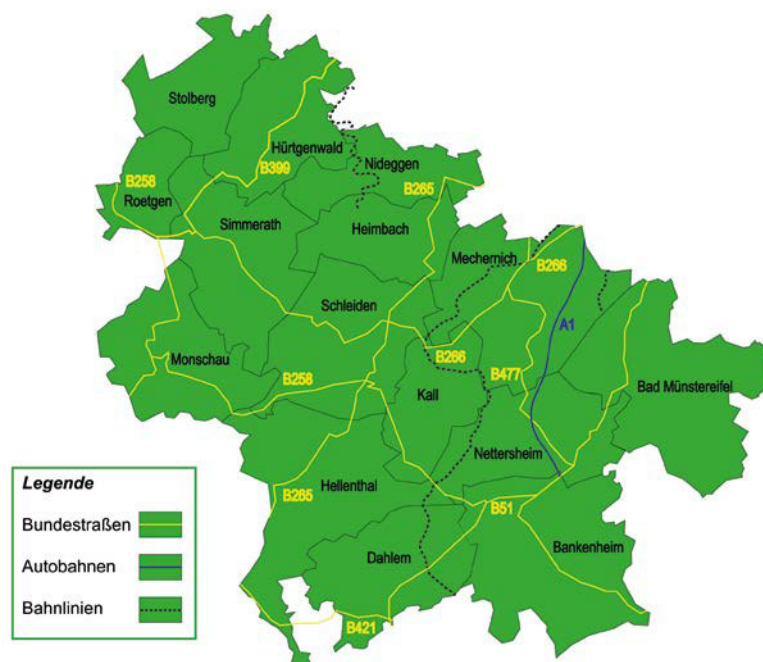 Stolberg
Hürtgenwald
B399
Nideggen
B258
Roetgen
B265
Simmerath
Heimbach
Mechernich
B266
Schleiden
A1
Monschau
B266
B258
B477
Kall
Bad Münstereifel
Nettersheim
Hellenthal
B265
B51
Bankenheim
Dahlem
B421
Legende
Bundestraßen
Autobahnen
Bahnlinien